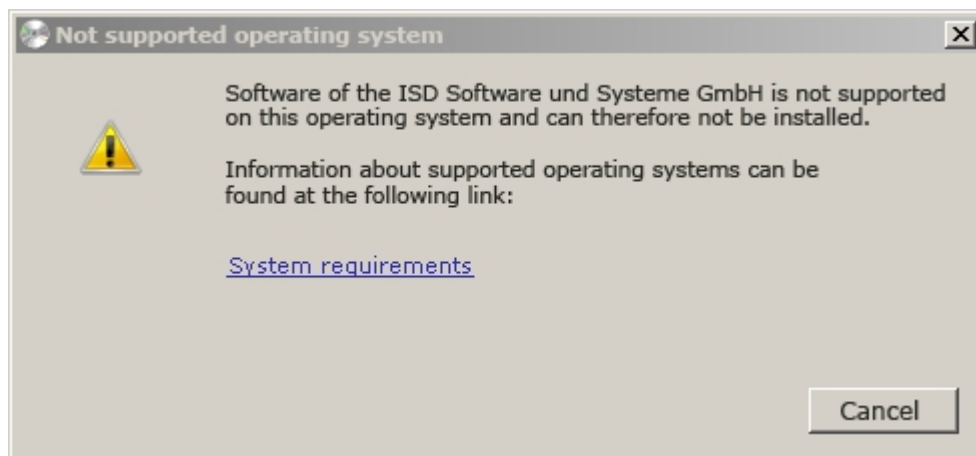 Not supported operating system
Software of the ISD Software und Systeme GmbH is not supported
on this operating system and can therefore not be installed.
Information about supported operating systems can be
found at the following link:
System requirements
Cancel